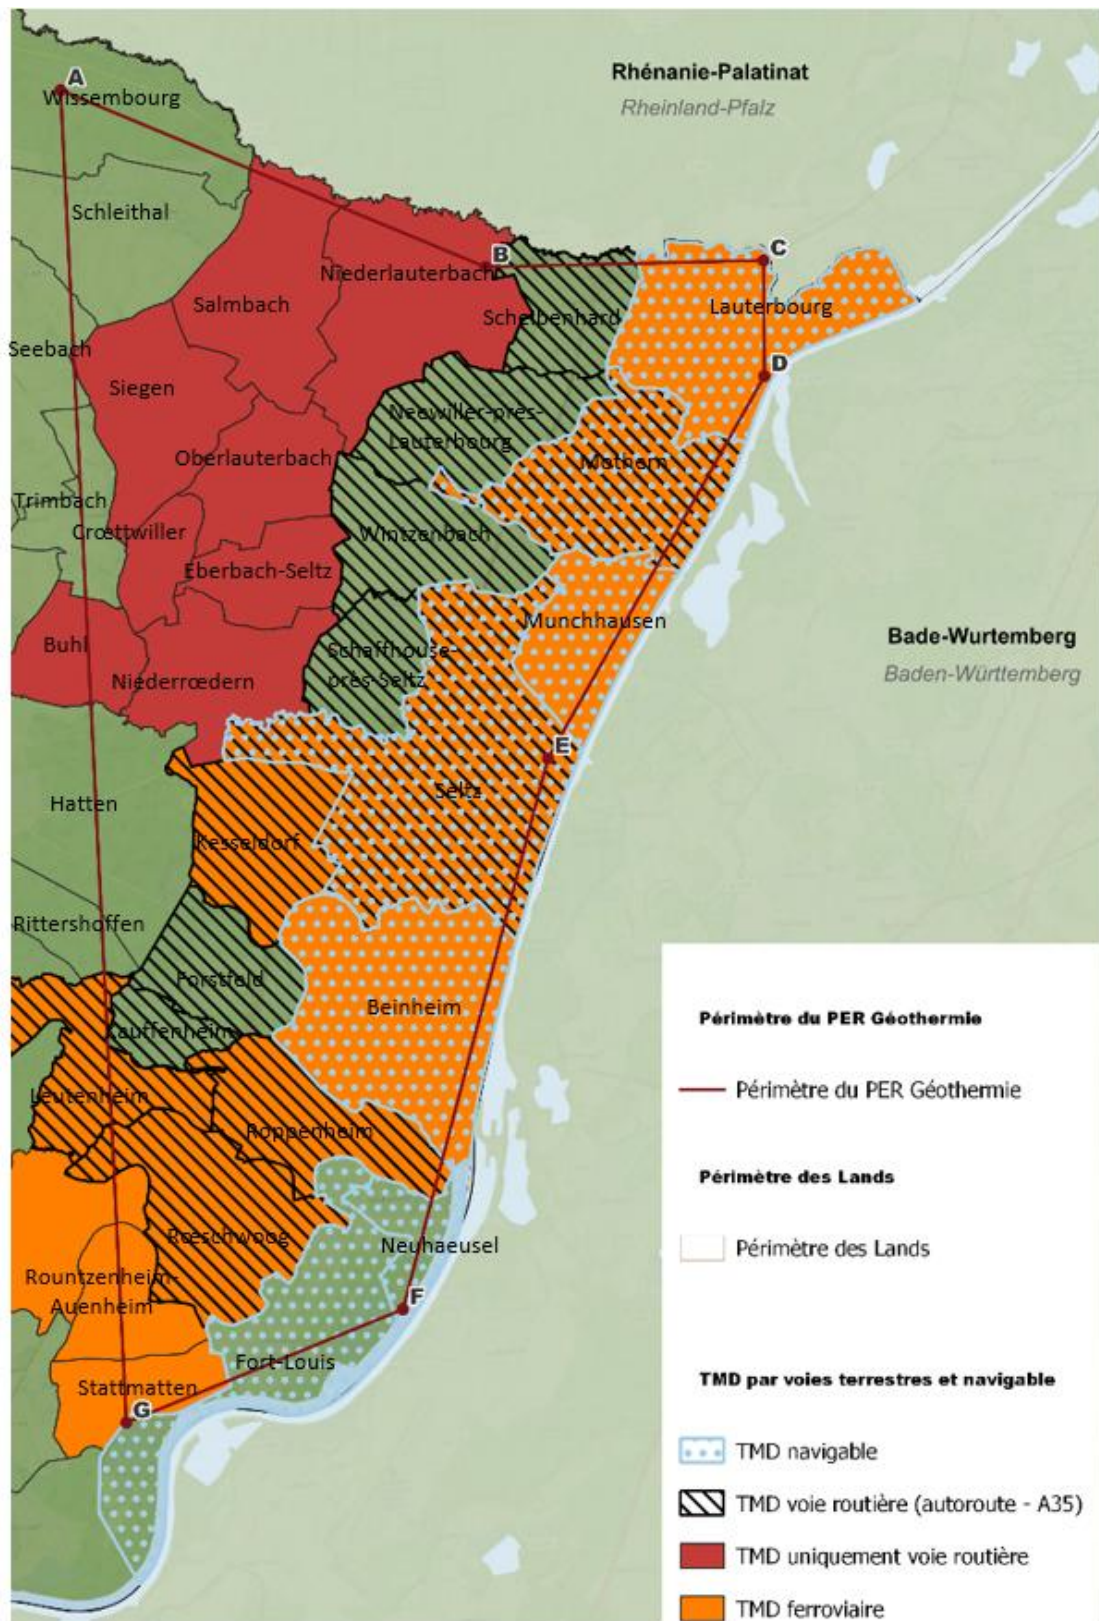 Rhénanie-Palatinat
Rheinland-Pfalz
A
Wissembourg
Schleithal
B
C
Niederlauterbach
Salmbach
Lauterbourg
Scheibenhard
Seebach
D
Siegen
Neewiller-pres-
Lauterbourg
Oberlauterbach
Mothern
Trimbach
Crœttwiller
Wintzenbach
Eberbach-Seltz
Munchhausen
Buhl
Schaffhouse-
pres-Seltz
Niederrœdern
Bade-Wurtemberg
Baden-Württemberg
E
Seltz
Hatten
Kesseldorf
Rittershoffen
Forstfeld
Beinheim
Kauffenheim
Leutenheim
Roppenheim
Rœschwoog
Neuhaeusel
Rountzenheim-
Auenheim
F
Fort-Louis
Stattmatten
G
Périmètre du PER Géothermie
Périmètre du PER Géothermie
Périmètre des Lands
Périmètre des Lands
TMD par voies terrestres et navigable
TMD navigable
TMD voie routière (autoroute - A35)
TMD uniquement voie routière
TMD ferroviaire